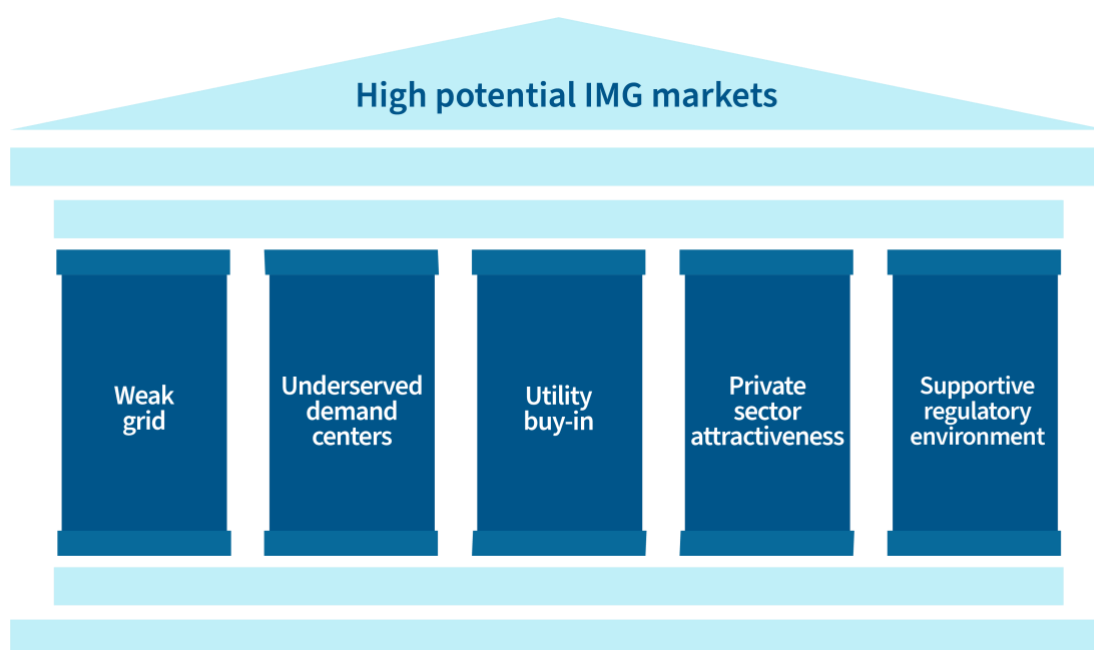 High potential IMG markets
Weak
grid
Underserved
demand
centers
Utility
buy-in
Private
sector
attractiveness
Supportive
regulatory
environment